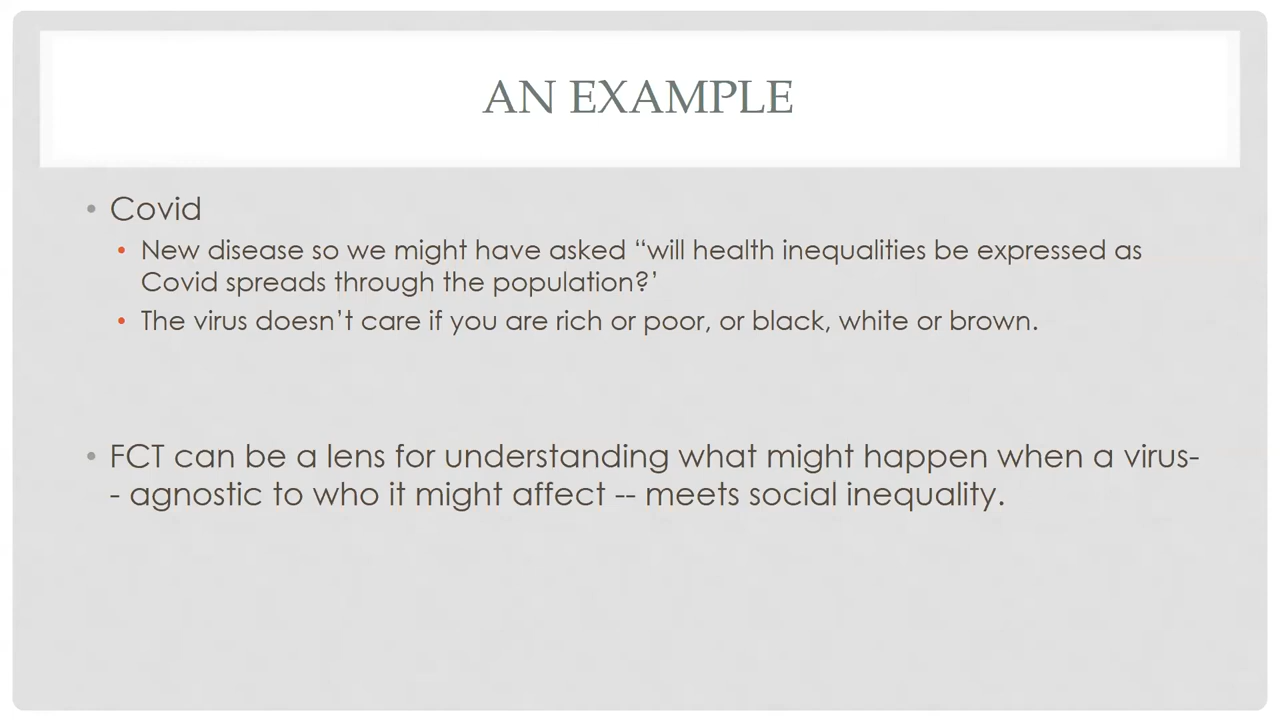 AN EXAMPLE
• Covid
• New disease so we might have asked “will health inequalities be expressed as
Covid spreads through the population?’
• The virus doesn’t care if you are rich or poor, or black, white or brown.
• FCT can be a lens for understanding what might happen when a virus-
- agnostic to who it might affect -- meets social inequality.